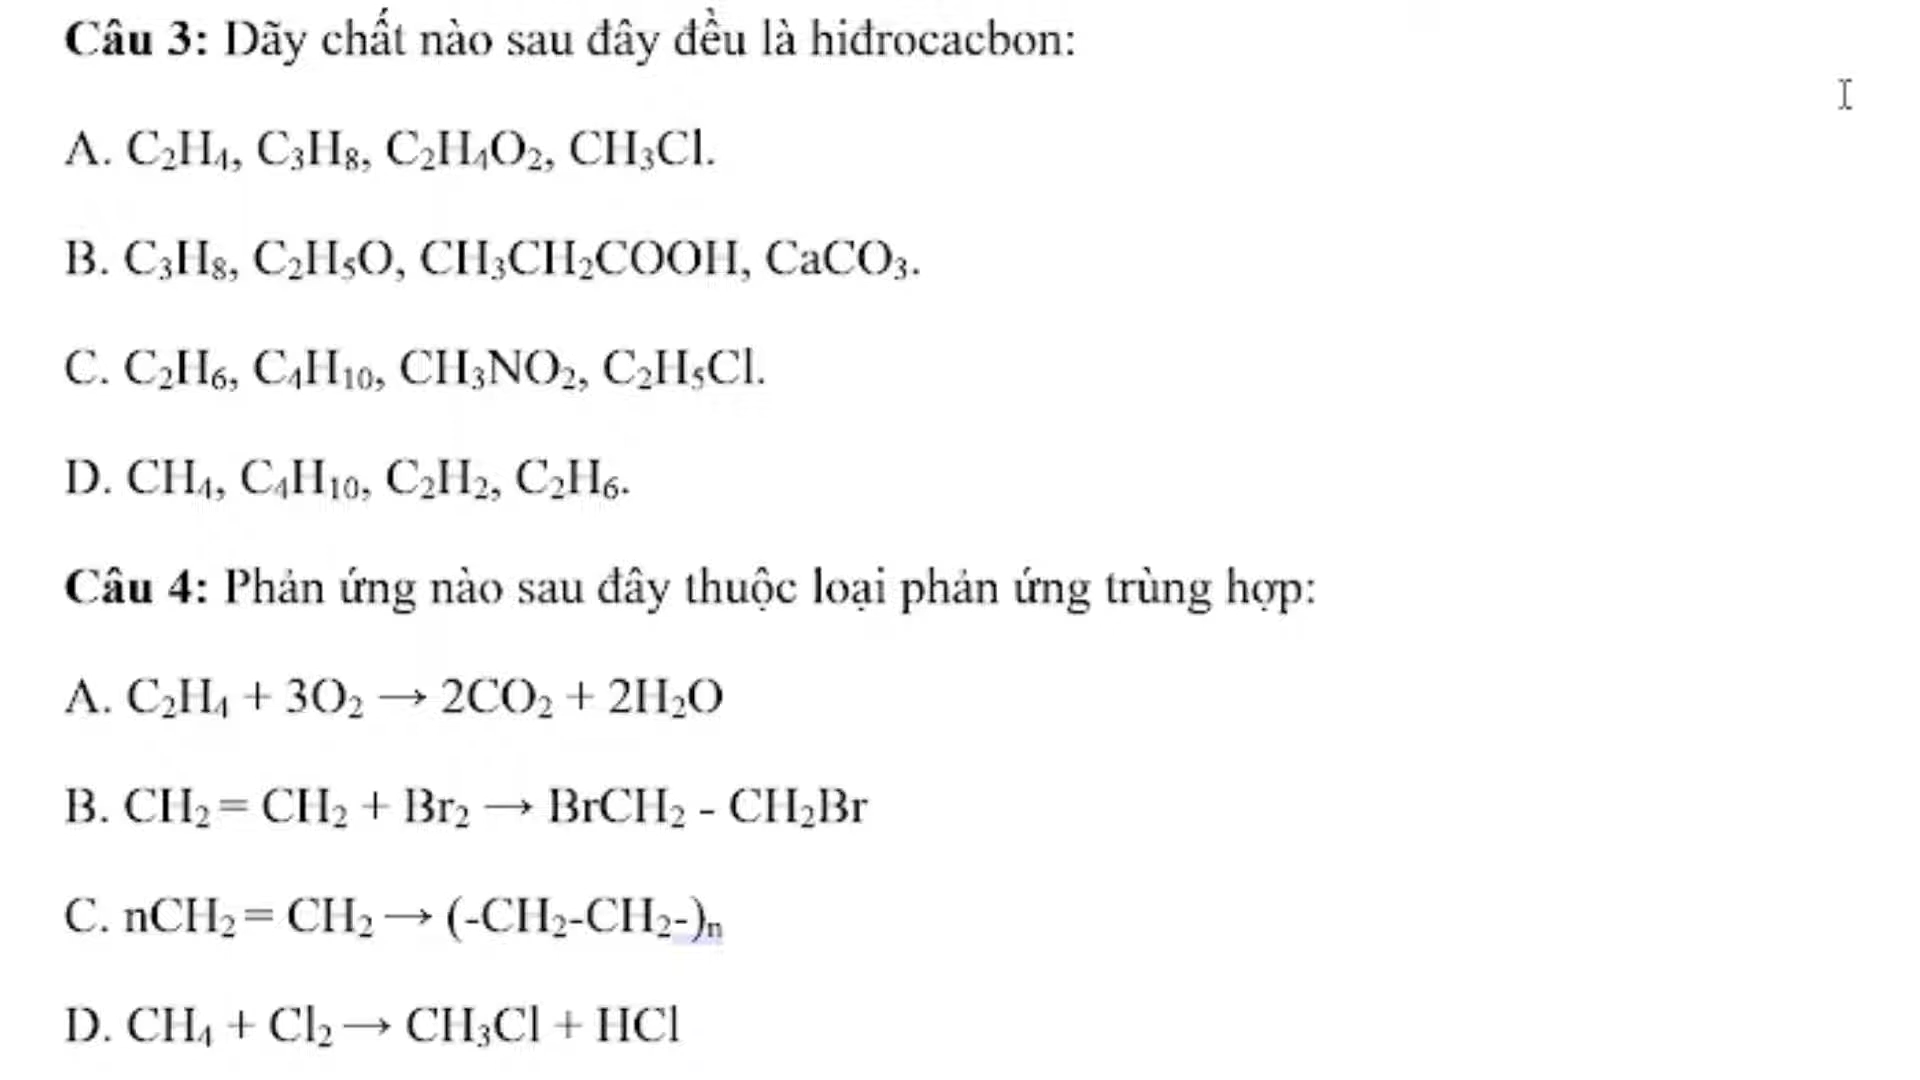 Câu 3: Dãy chất nào sau đây đều là hiđrocacbon:
A. C₂H₄, C₃H₈, C₂H₄O₂, CH₃Cl.
B. C₃H₈, C₂H₅O, CH₃CH₂COOH, CaCO₃.
C. C₂H₆, C₄H₁₀, CH₃NO₂, C₂H₅Cl.
D. CH₄, C₄H₁₀, C₂H₂, C₂H₆.
Câu 4: Phản ứng nào sau đây thuộc loại phản ứng trùng hợp:
A. C₂H₄ + 3O₂ → 2CO₂ + 2H₂O
B. CH₂ = CH₂ + Br₂ → BrCH₂ - CH₂Br
C. nCH₂ = CH₂ → (-CH₂-CH₂-)ₙ
D. CH₄ + Cl₂ → CH₃Cl + HCl